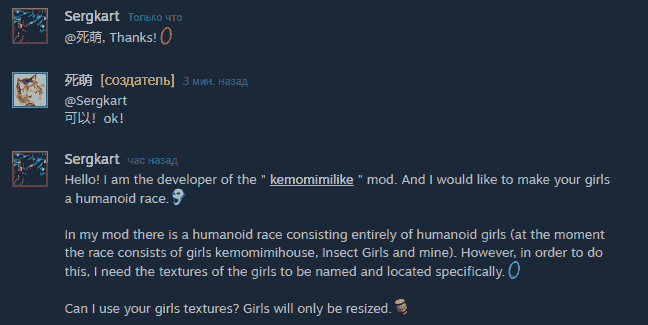 Sergkart Только что
@死萌, Thanks!
死萌 [создатель] 3 мин. назад
@Sergkart
可以！ok!
Sergkart час назад
Hello! I am the developer of the " kemomimilike " mod. And I would like to make your girls
a humanoid race.
In my mod there is a humanoid race consisting entirely of humanoid girls (at the moment
the race consists of girls kemomimihouse, Insect Girls and mine). However, in order to do
this, I need the textures of the girls to be named and located specifically.
Can I use your girls textures? Girls will only be resized.